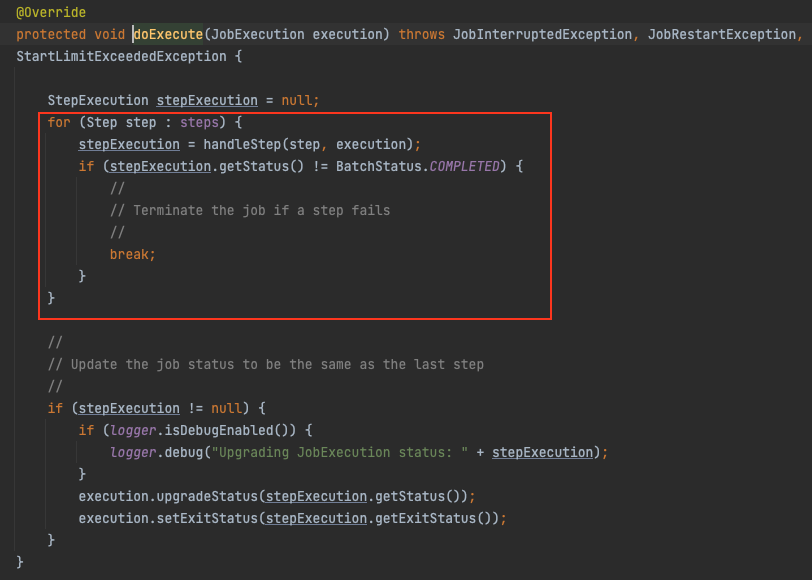 @Override
protected void doExecute(JobExecution execution) throws JobInterruptedException, JobRestartException,
StartLimitExceededException {
StepExecution stepExecution = null;
for (Step step : steps) {
stepExecution = handleStep(step, execution);
if (stepExecution.getStatus() != BatchStatus.COMPLETED) {
//
// Terminate the job if a step fails
//
break;
}
}
//
// Update the job status to be the same as the last step
//
if (stepExecution != null) {
if (logger.isDebugEnabled()) {
logger.debug("Upgrading JobExecution status: " + stepExecution);
}
execution.upgradeStatus(stepExecution.getStatus());
execution.setExitStatus(stepExecution.getExitStatus());
}
}